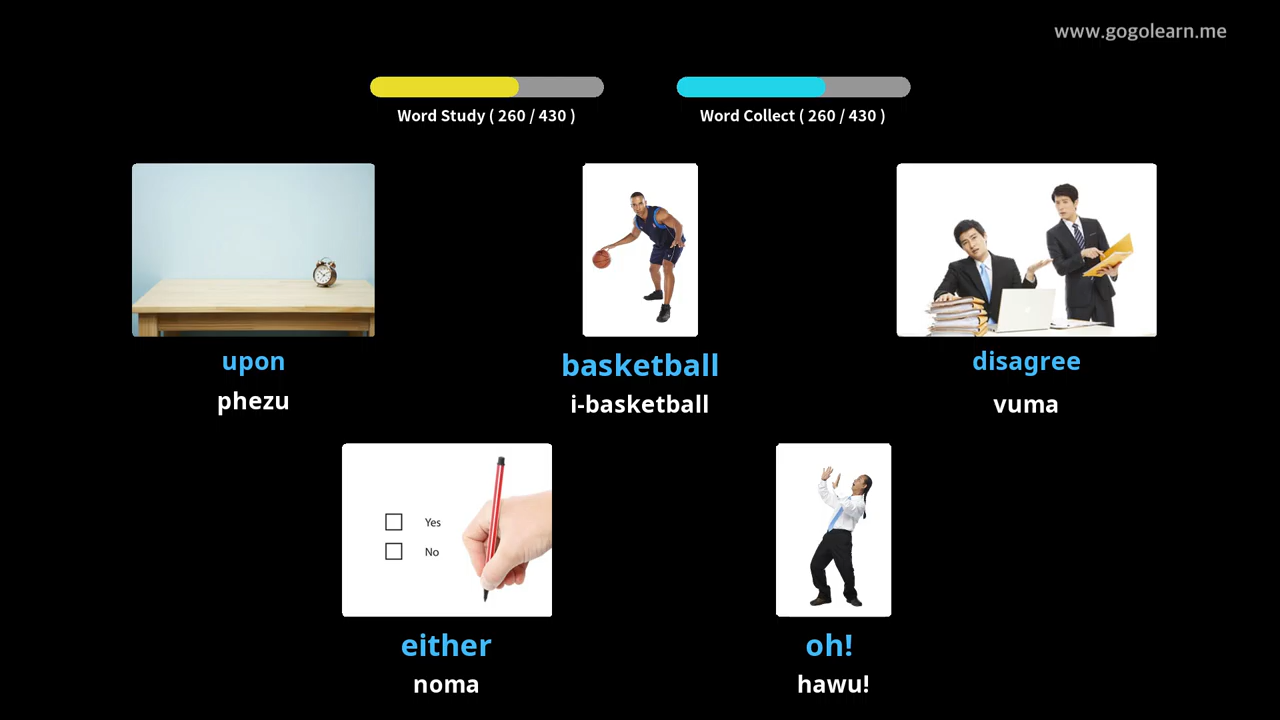 www.gogolearn.me
Word Study ( 260 / 430 )
Word Collect ( 260 / 430 )
upon
phezu
basketball
i-basketball
disagree
vuma
Yes
No
either
noma
oh!
hawu!